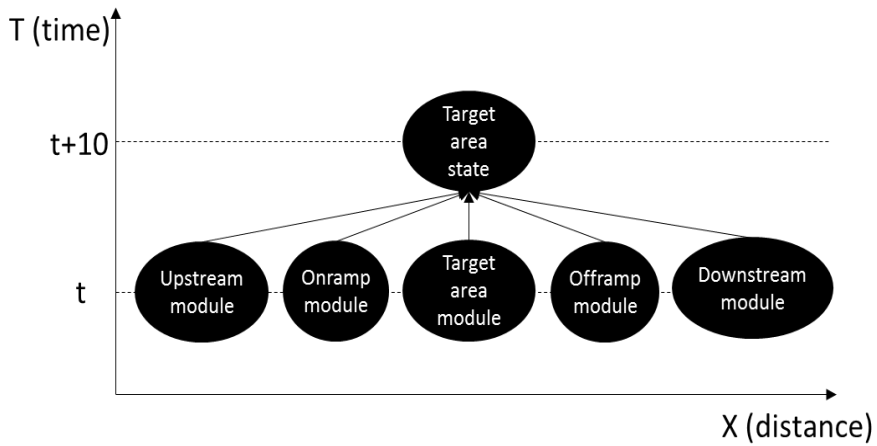 T (time)
Target
area
state
t+10
Upstream
module
Onramp
module
Target
area
module
Offramp
module
Downstream
module
t
X (distance)